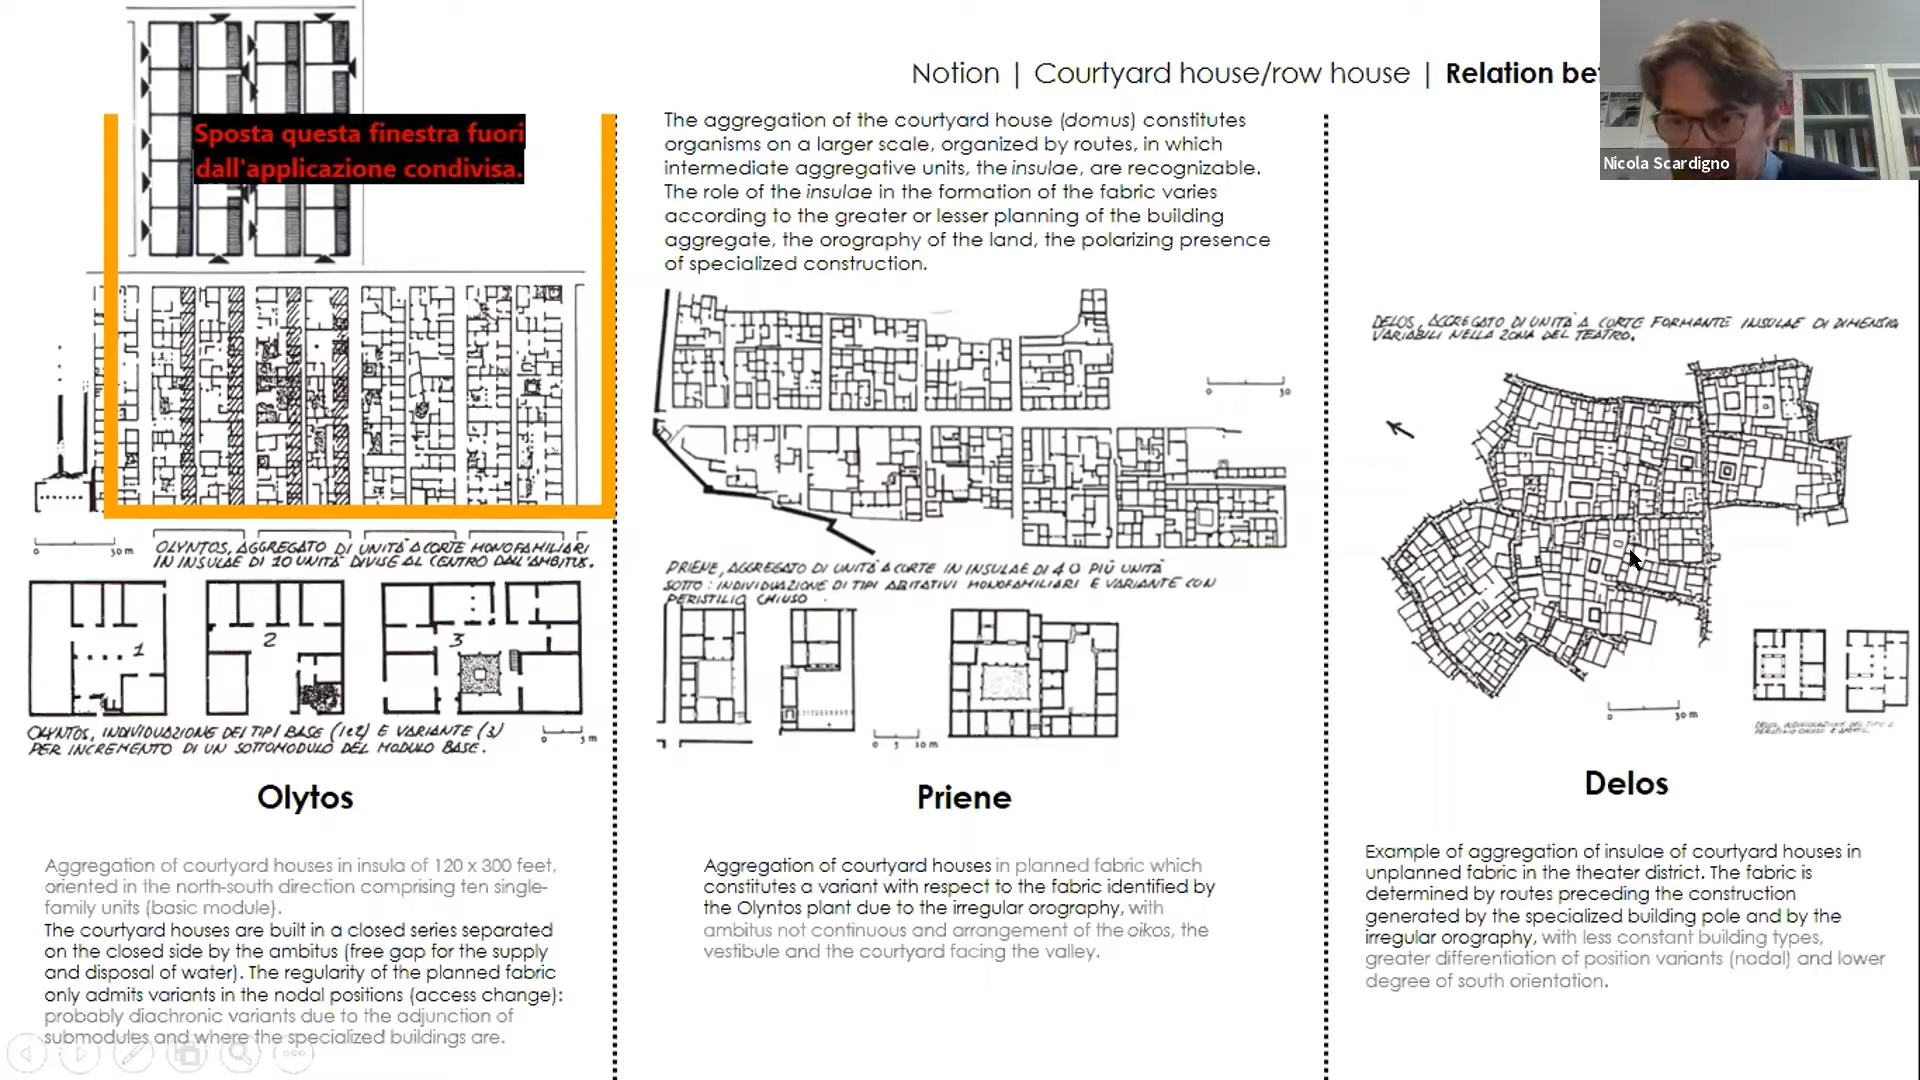 Notion | Courtyard house/row house | Relation be
Nicola Scardigno
Sposta questa finestra fuori
dall'applicazione condivisa.
30 m
OLYNTOS, AGGREGATO DI UNITÀ A CORTE MONOFAMILIARI
IN INSULAE DI 10 UNITÀ DIVISE AL CENTRO DALL'AMBITUS.
1
2
3
OLYNTOS, INDIVIDUAZIONE DEI TIPI BASE (1e2) E VARIANTE (3)
PER INCREMENTO DI UN SOTTOMODULO DEL MODULO BASE.
5 m
Olytos
Aggregation of courtyard houses in insula of 120 x 300 feet,
oriented in the north-south direction comprising ten single-
family units (basic module).
The courtyard houses are built in a closed series separated
on the closed side by the ambitus (free gap for the supply
and disposal of water). The regularity of the planned fabric
only admits variants in the nodal positions (access change):
probably diachronic variants due to the adjunction of
submodules and where the specialized buildings are.
The aggregation of the courtyard house (domus) constitutes
organisms on a larger scale, organized by routes, in which
intermediate aggregative units, the insulae, are recognizable.
The role of the insulae in the formation of the fabric varies
according to the greater or lesser planning of the building
aggregate, the orography of the land, the polarizing presence
of specialized construction.
30
PRIENE, AGGREGATO DI UNITÀ A CORTE IN INSULAE DI 4 O PIÙ UNITÀ
SOTTO: INDIVIDUAZIONE DI TIPI ABITATIVI MONOFAMILIARI E VARIANTE CON
PERISTILIO CHIUSO
0 5 10 m
Priene
Aggregation of courtyard houses in planned fabric which
constitutes a variant with respect to the fabric identified by
the Olyntos plant due to the irregular orography, with
ambitus not continuous and arrangement of the oikos, the
vestibule and the courtyard facing the valley.
DELOS, AGGREGATO DI UNITÀ A CORTE FORMANTE INSULAE DI DIMENSIONI
VARIABILI NELLA ZONA DEL TEATRO.
30 m
Delos
Example of aggregation of insulae of courtyard houses in
unplanned fabric in the theater district. The fabric is
determined by routes preceding the construction
generated by the specialized building pole and by the
irregular orography, with less constant building types,
greater differentiation of position variants (nodal) and lower
degree of south orientation.